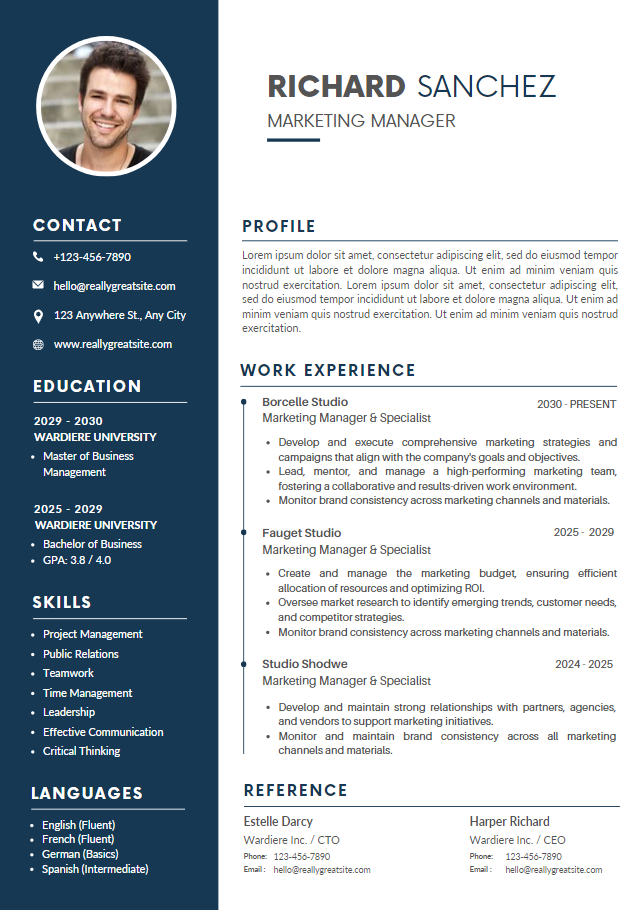 RICHARD SANCHEZ
MARKETING MANAGER
CONTACT
+123-456-7890
hello@reallygreatsite.com
123 Anywhere St., Any City
www.reallygreatsite.com
EDUCATION
2029 - 2030
WARDIERE UNIVERSITY
• Master of Business
Management
2025 - 2029
WARDIERE UNIVERSITY
• Bachelor of Business
• GPA: 3.8 / 4.0
SKILLS
• Project Management
• Public Relations
• Teamwork
• Time Management
• Leadership
• Effective Communication
• Critical Thinking
LANGUAGES
• English (Fluent)
• French (Fluent)
• German (Basics)
• Spanish (Intermediate)
PROFILE
Lorem ipsum dolor sit amet, consectetur adipiscing elit, sed do eiusmod tempor
incididunt ut labore et dolore magna aliqua. Ut enim ad minim veniam quis
nostrud exercitation. Lorem ipsum dolor sit amet, consectetur adipiscing elit,
sed do eiusmod tempor incididunt ut labore et dolore magna aliqua. Ut enim ad
minim veniam quis nostrud exercitation. Ut enim ad minim veniam quis nostrud
exercitation.
WORK EXPERIENCE
Borcelle Studio 2030 - PRESENT
Marketing Manager & Specialist
• Develop and execute comprehensive marketing strategies and
campaigns that align with the company's goals and objectives.
• Lead, mentor, and manage a high-performing marketing team,
fostering a collaborative and results-driven work environment.
• Monitor brand consistency across marketing channels and materials.
Fauget Studio 2025 - 2029
Marketing Manager & Specialist
• Create and manage the marketing budget, ensuring efficient
allocation of resources and optimizing ROI.
• Oversee market research to identify emerging trends, customer needs,
and competitor strategies.
• Monitor brand consistency across marketing channels and materials.
Studio Shodwe 2024 - 2025
Marketing Manager & Specialist
• Develop and maintain strong relationships with partners, agencies,
and vendors to support marketing initiatives.
• Monitor and maintain brand consistency across all marketing
channels and materials.
REFERENCE
Estelle Darcy
Wardiere Inc. / CTO
Phone: 123-456-7890
Email : hello@reallygreatsite.com
Harper Richard
Wardiere Inc. / CEO
Phone: 123-456-7890
Email : hello@reallygreatsite.com